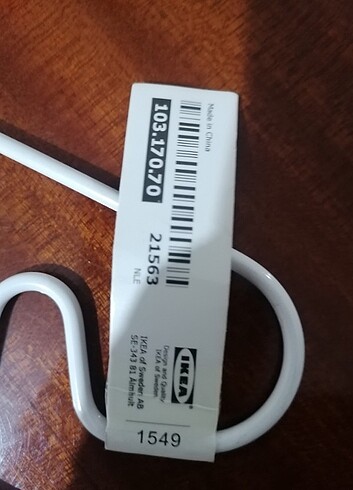 Made in China
103.170.70
21563
NLE
IKEA®
Design and Quality
IKEA of Sweden
IKEA of Sweden AB
SE-343 81 Älmhult
1549